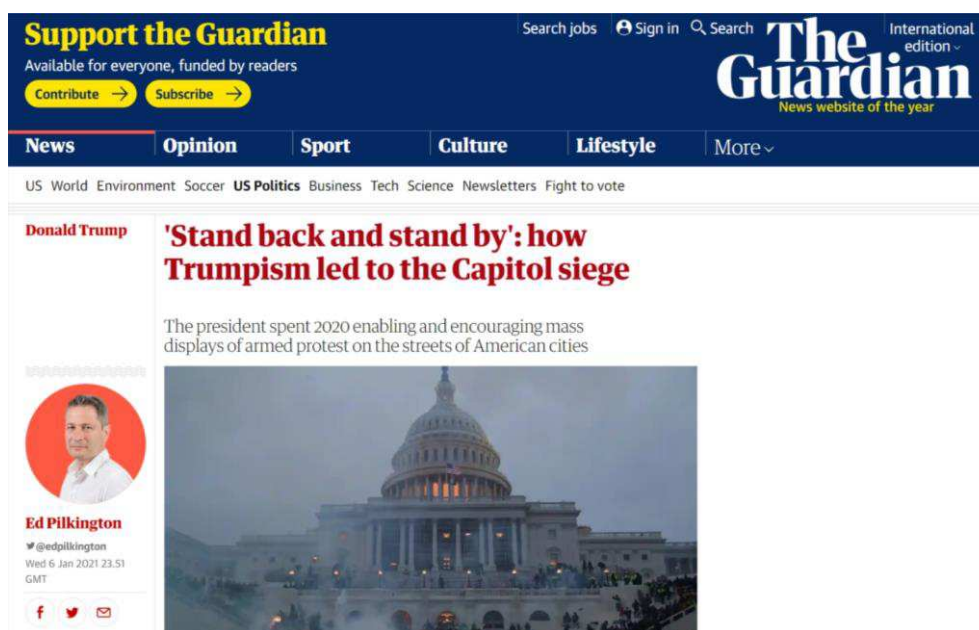 Support the Guardian
Available for everyone, funded by readers
Contribute →
Subscribe →
Search jobs
Sign in
Search
The
Guardian
News website of the year
International
edition
News
Opinion
Sport
Culture
Lifestyle
More
US World Environment Soccer US Politics Business Tech Science Newsletters Fight to vote
Donald Trump
'Stand back and stand by': how
Trumpism led to the Capitol siege
The president spent 2020 enabling and encouraging mass
displays of armed protest on the streets of American cities
Ed Pilkington
@edpilkington
Wed 6 Jan 2021 23.51
GMT